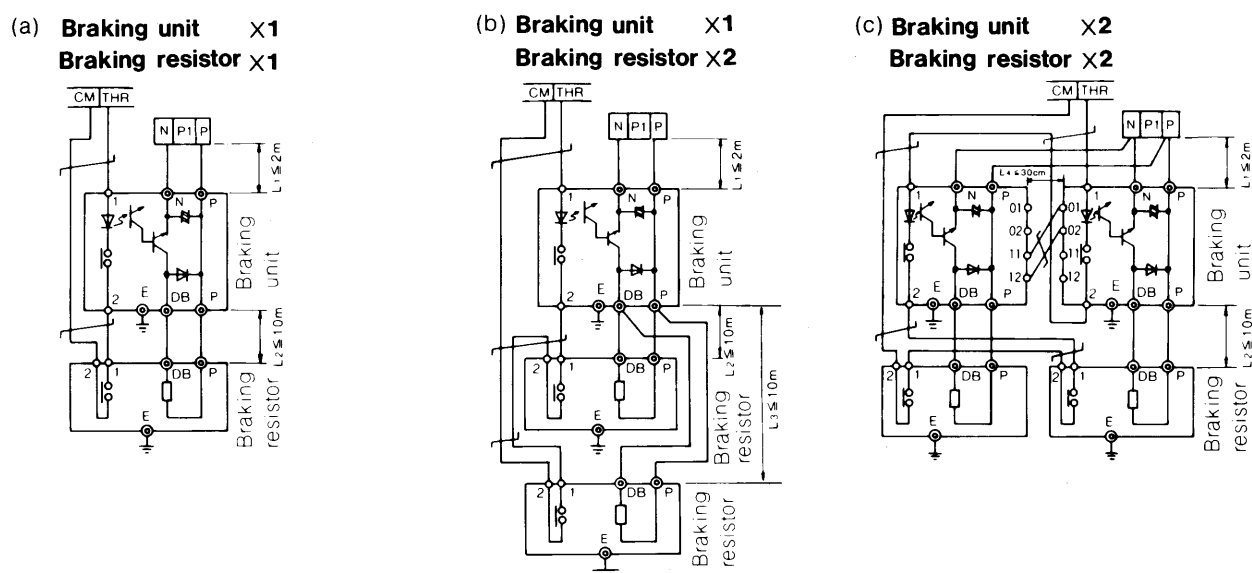 (a) Braking unit ×1
Braking resistor ×1
CM THR
N P1 P
L1≦2m
1 N P
Braking unit
2 E DB P
L2≦10m
2 1 DB P
E
Braking resistor
(b) Braking unit ×1
Braking resistor ×2
CM THR
N P1 P
L1≦2m
1 N P
Braking unit
2 E DB P
L2≦10m
L3≦10m
2 1 DB P
E
Braking resistor
2 1 DB P
E
Braking resistor
(c) Braking unit ×2
Braking resistor ×2
CM THR
N P1 P
L1≦2m
L4≦30cm
1 N P
01 01
02 02
11 11
12 12
1 N P
Braking unit
2 E DB P
2 E DB P
L2≦10m
2 1 DB P
E
2 1 DB P
E
Braking resistor